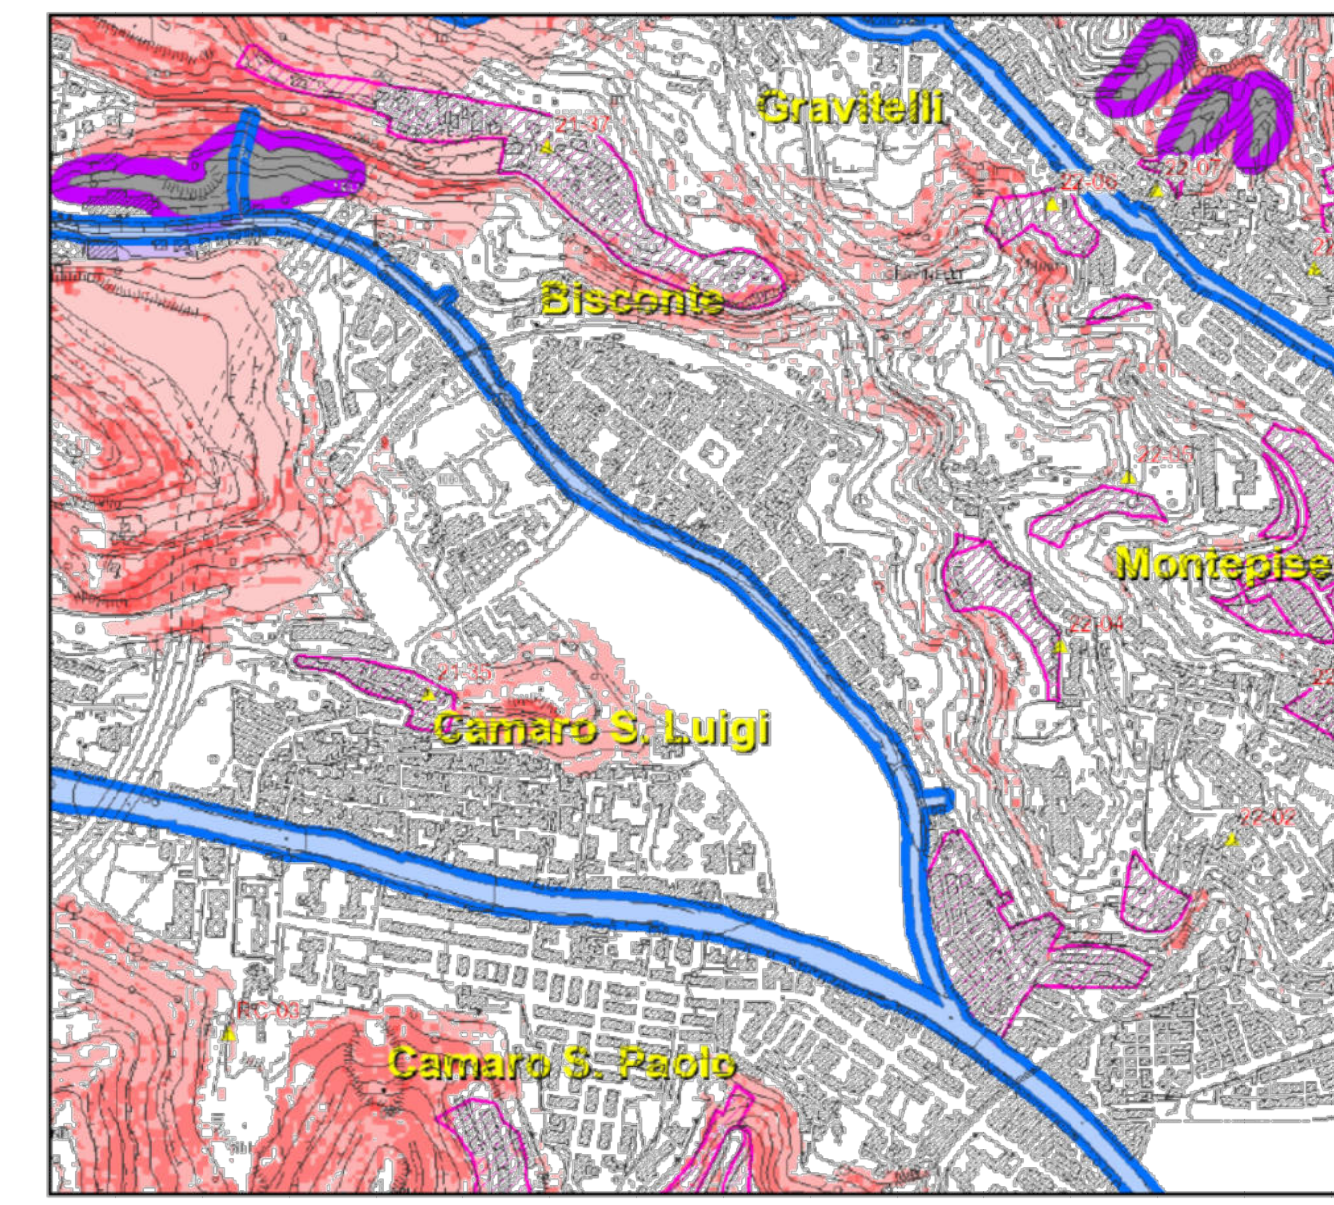 Gravitelli
21-37
22-07
22-06
Bisconte
22-05
Montepise
22-04
21-35
Camaro S. Luigi
22-02
RC-03
Camaro S. Paolo